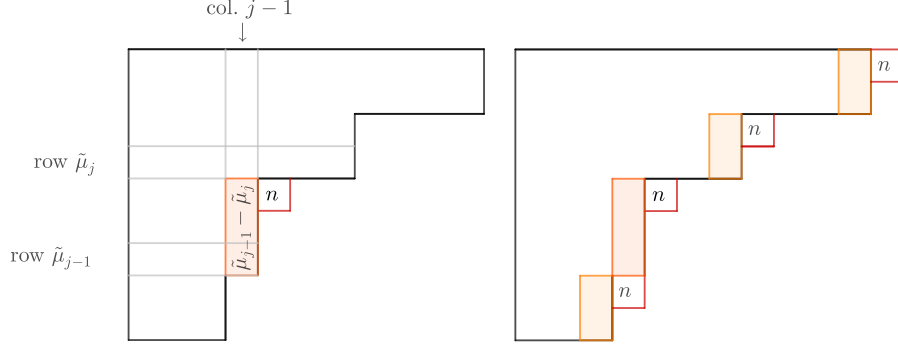 col. j − 1
↓
row μ̃_j
n
μ̃_{j−1} − μ̃_j
row μ̃_{j−1}
n
n
n
n